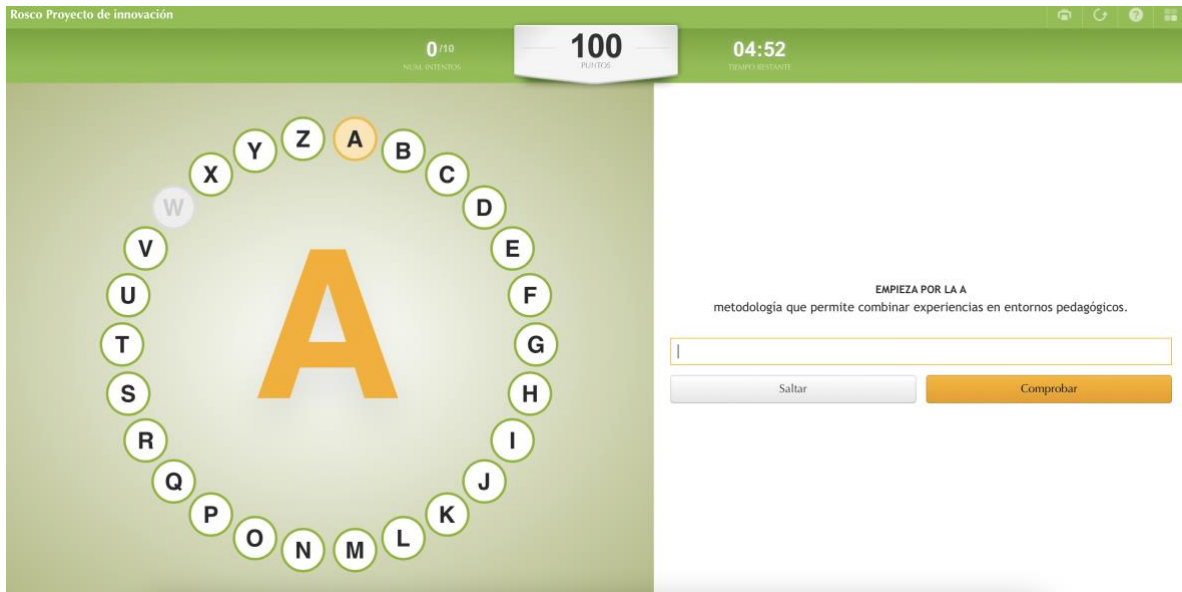 Rosco Proyecto de innovación
?
0/10
NUM. INTENTOS
100
PUNTOS
04:52
TIEMPO RESTANTE
A
B
C
D
E
F
G
H
I
J
K
L
M
N
O
P
Q
R
S
T
U
V
W
X
Y
Z
A
EMPIEZA POR LA A
metodología que permite combinar experiencias en entornos pedagógicos.
Saltar
Comprobar